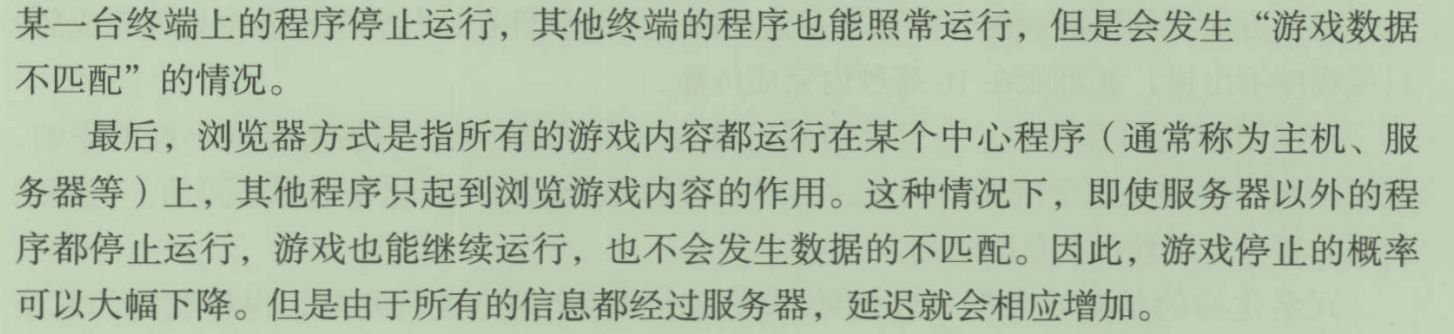 某一台终端上的程序停止运行，其他终端的程序也能照常运行，但是会发生“游戏数据
不匹配”的情况。
最后，浏览器方式是指所有的游戏内容都运行在某个中心程序（通常称为主机、服
务器等）上，其他程序只起到浏览游戏内容的作用。这种情况下，即使服务器以外的程
序都停止运行，游戏也能继续运行，也不会发生数据的不匹配。因此，游戏停止的概率
可以大幅下降。但是由于所有的信息都经过服务器，延迟就会相应增加。